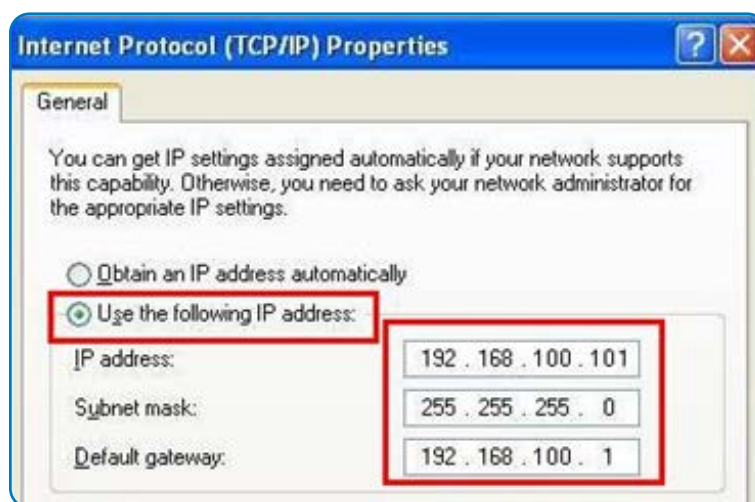 Internet Protocol (TCP/IP) Properties
General
You can get IP settings assigned automatically if your network supports
this capability. Otherwise, you need to ask your network administrator for
the appropriate IP settings.
Obtain an IP address automatically
Use the following IP address:
IP address: 192 . 168 . 100 . 101
Subnet mask: 255 . 255 . 255 . 0
Default gateway: 192 . 168 . 100 . 1